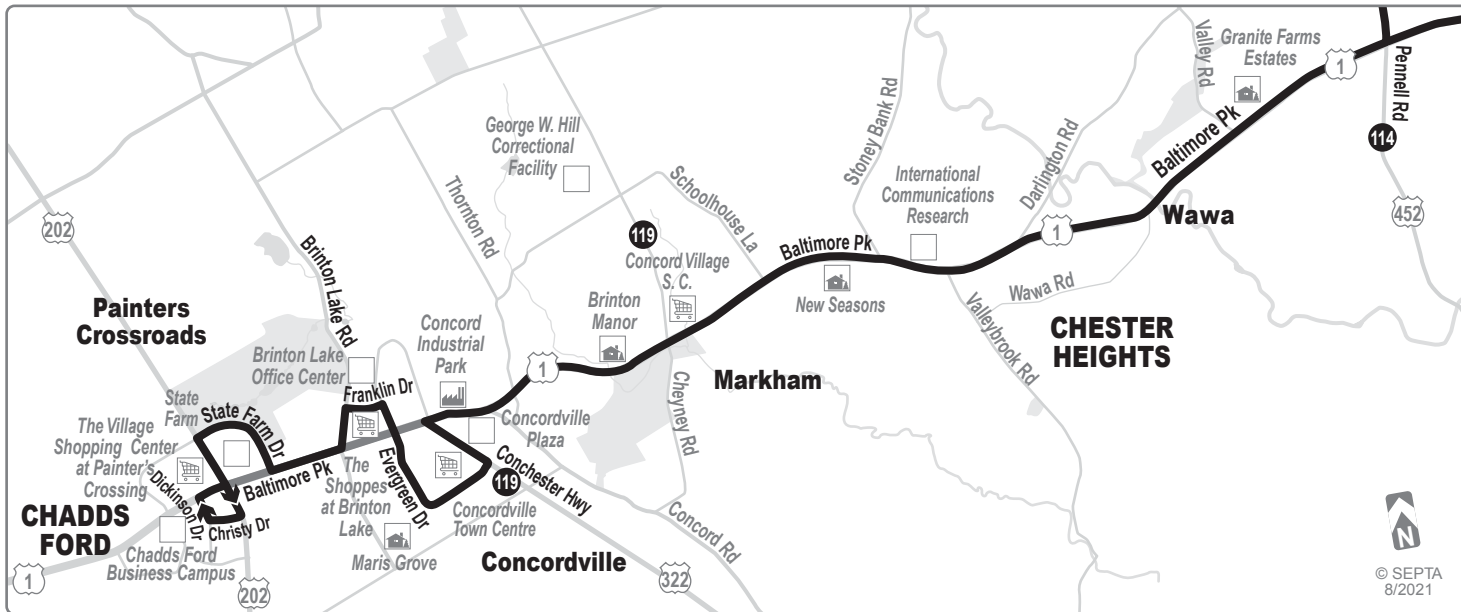 Granite Farms
Estates
Valley Rd
1
Pennell Rd
Baltimore Pk
114
452
Stoney Bank Rd
Darlington Rd
International
Communications
Research
1
Wawa
George W. Hill
Correctional
Facility
Thornton Rd
Schoolhouse La
119
Concord Village
S. C.
Baltimore Pk
New Seasons
Wawa Rd
Valleybrook Rd
CHESTER
HEIGHTS
202
Brinton Lake Rd
Painters
Crossroads
Brinton Lake
Office Center
Concord
Industrial
Park
Brinton
Manor
1
Markham
Cheyney Rd
State
Farm
State Farm Dr
Franklin Dr
The Village
Shopping Center
at Painter's
Crossing
Concordville
Plaza
Dickinson Dr
Baltimore Pk
The
Shoppes
at Brinton
Lake
Evergreen Dr
Conchester Hwy
119
CHADDS
FORD
Christy Dr
Concordville
Town Centre
Concord Rd
Chadds Ford
Business Campus
Maris Grove
Concordville
1
202
322
N
© SEPTA
8/2021